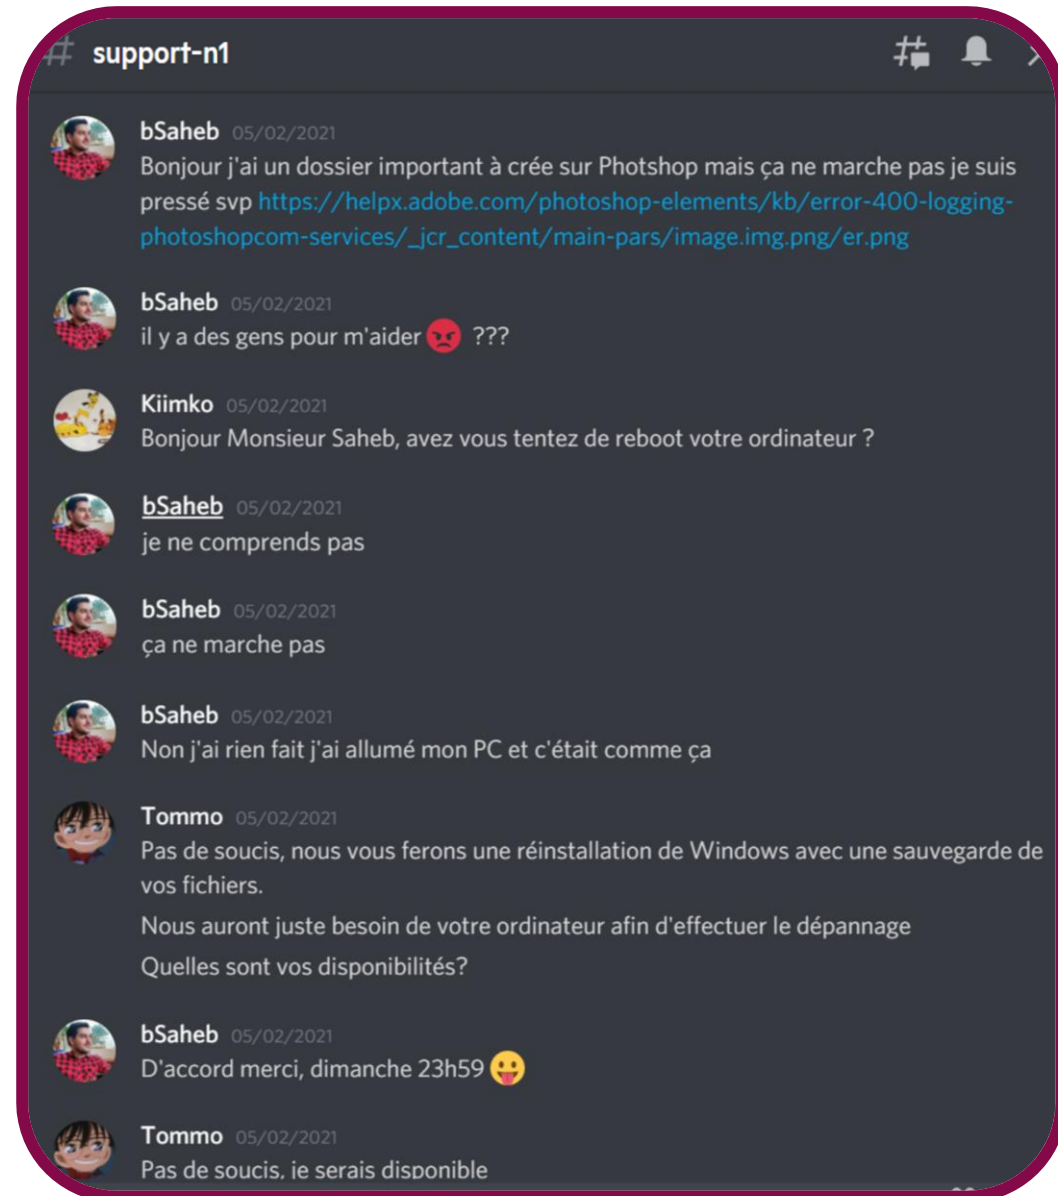 # support-n1
bSaheb 05/02/2021
Bonjour j'ai un dossier important à crée sur Photshop mais ça ne marche pas je suis
pressé svp https://helpx.adobe.com/photoshop-elements/kb/error-400-logging-
photoshopcom-services/_jcr_content/main-pars/image.img.png/er.png
bSaheb 05/02/2021
il y a des gens pour m'aider 😡 ???
Kiimko 05/02/2021
Bonjour Monsieur Saheb, avez vous tentez de reboot votre ordinateur ?
bSaheb 05/02/2021
je ne comprends pas
bSaheb 05/02/2021
ça ne marche pas
bSaheb 05/02/2021
Non j'ai rien fait j'ai allumé mon PC et c'était comme ça
Tommo 05/02/2021
Pas de soucis, nous vous ferons une réinstallation de Windows avec une sauvegarde de
vos fichiers.
Nous auront juste besoin de votre ordinateur afin d'effectuer le dépannage
Quelles sont vos disponibilités?
bSaheb 05/02/2021
D'accord merci, dimanche 23h59 😛
Tommo 05/02/2021
Pas de soucis, je serais disponible